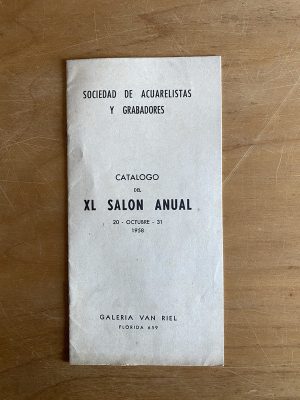 SOCIEDAD DE ACUARELISTAS
Y GRABADORES
CATALOGO
DEL
XL SALON ANUAL
20 - OCTUBRE - 31
1958
GALERIA VAN RIEL
FLORIDA 659